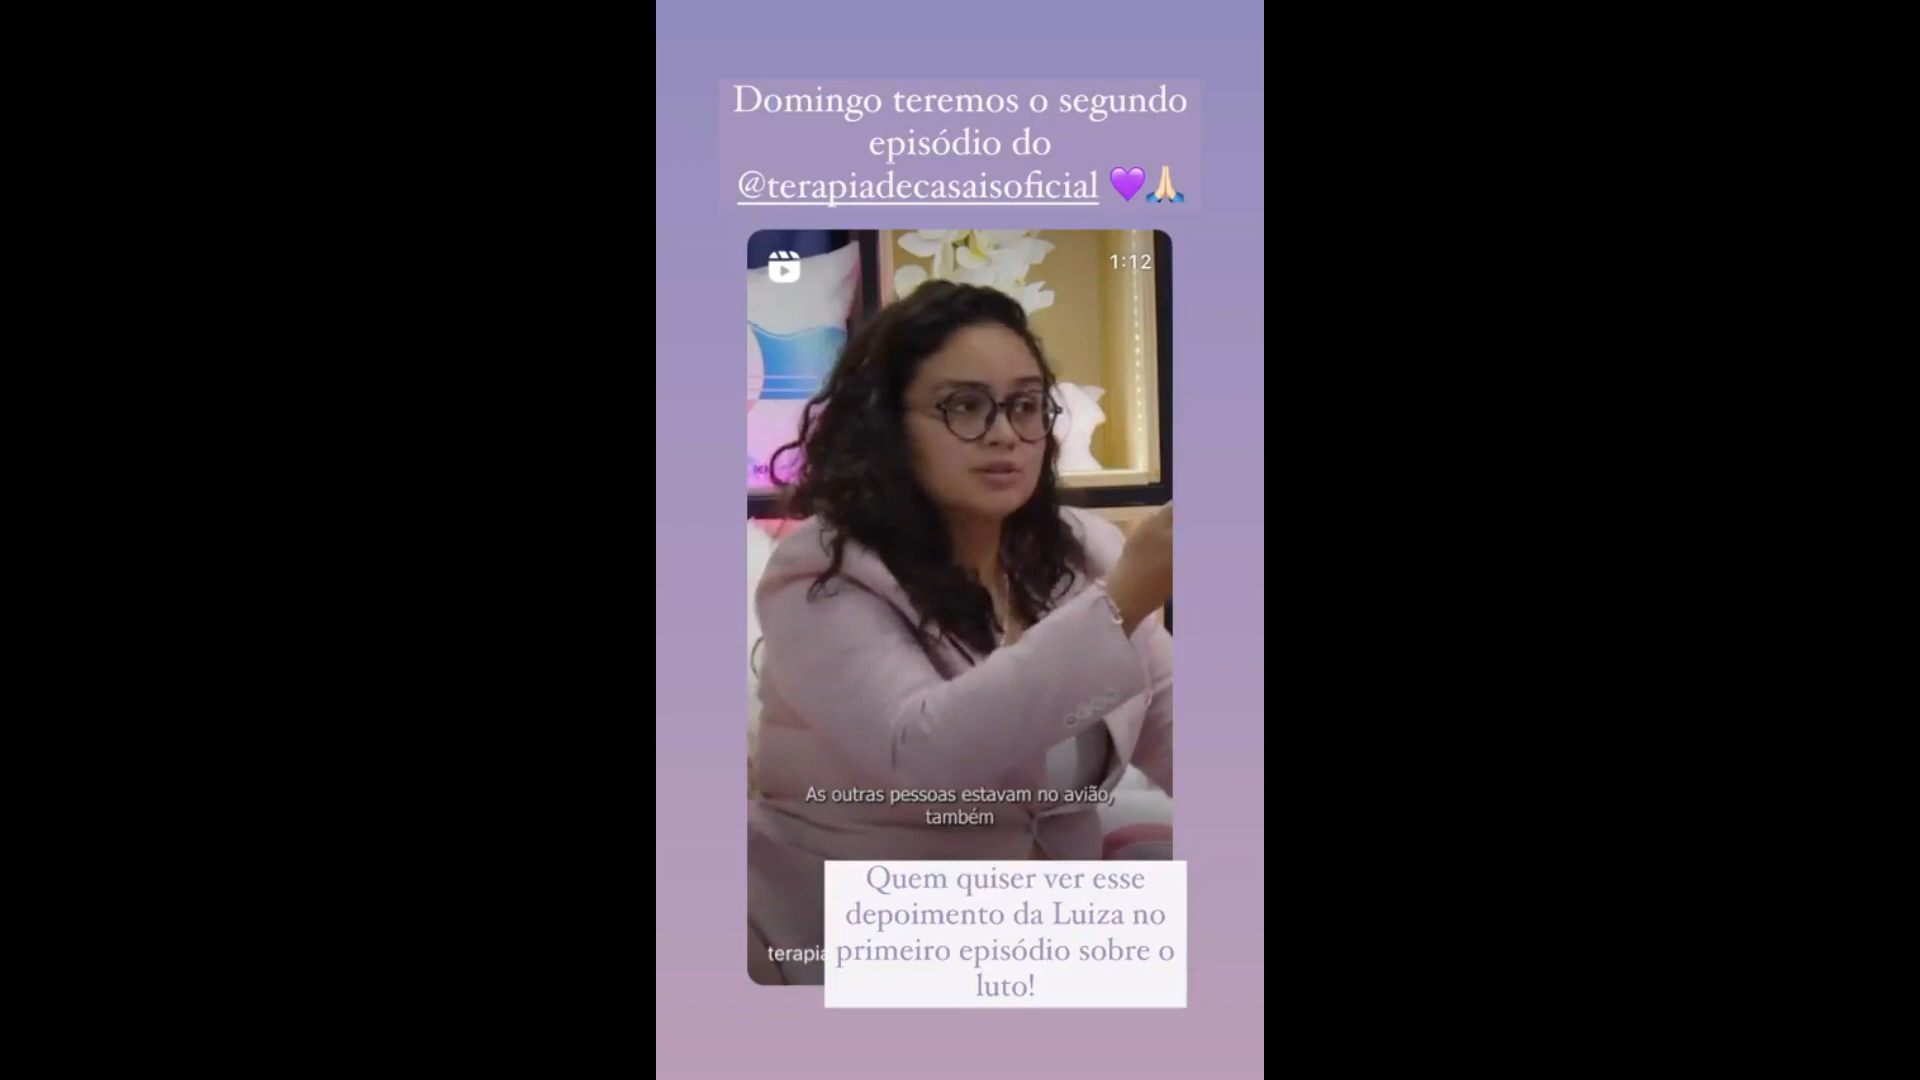 Domingo teremos o segundo
episódio do
@terapiadecasaisoficial 💜🙏🏻
1:12
As outras pessoas estavam no avião,
também
Quem quiser ver esse
depoimento da Luiza no
terapia
primeiro episódio sobre o
luto!